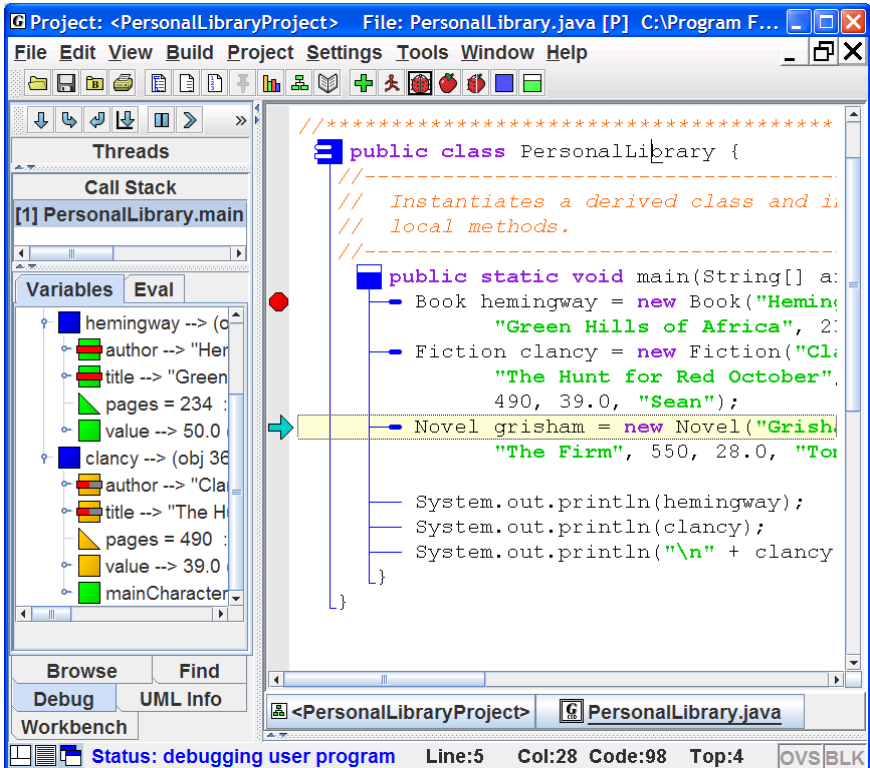 Project: <PersonalLibraryProject> File: PersonalLibrary.java [P] C:\Program F...
File Edit View Build Project Settings Tools Window Help
»
Threads
Call Stack
[1] PersonalLibrary.main
Variables Eval
hemingway --> (o
author --> "Her
title --> "Green
pages = 234 :
value --> 50.0 (
clancy --> (obj 36
author --> "Cla
title --> "The H
pages = 490 :
value --> 39.0 (
mainCharacter
Browse Find
Debug UML Info
Workbench
//***************************************
public class PersonalLibrary {
//-------------------------------------
// Instantiates a derived class and i
// local methods.
//-------------------------------------
public static void main(String[] a
Book hemingway = new Book("Heming
"Green Hills of Africa", 2
Fiction clancy = new Fiction("Cla
"The Hunt for Red October",
490, 39.0, "Sean");
Novel grisham = new Novel("Grish
"The Firm", 550, 28.0, "Tor
System.out.println(hemingway);
System.out.println(clancy);
System.out.println("\n" + clancy
}
}
<PersonalLibraryProject> PersonalLibrary.java
Status: debugging user program Line:5 Col:28 Code:98 Top:4 OVS BLK